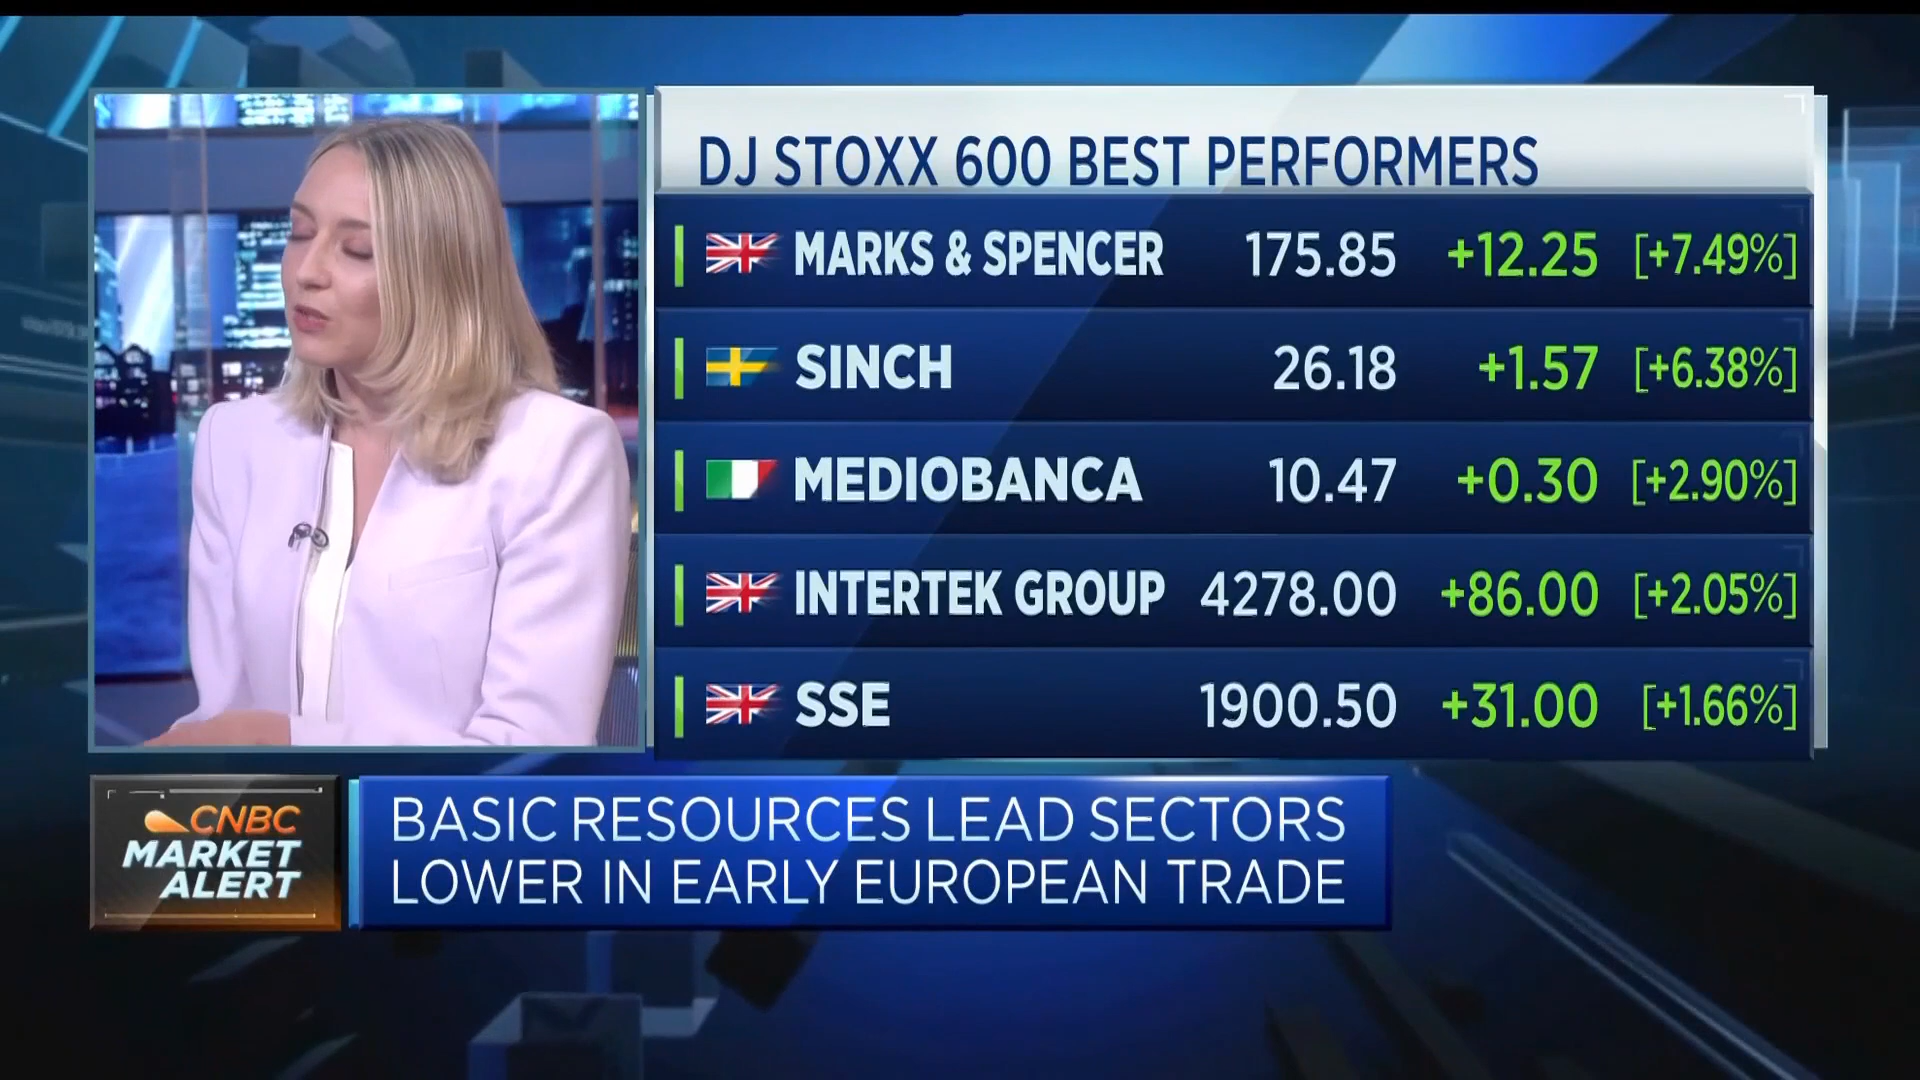 DJ STOXX 600 BEST PERFORMERS
MARKS & SPENCER 175.85 +12.25 [+7.49%]
SINCH 26.18 +1.57 [+6.38%]
MEDIOBANCA 10.47 +0.30 [+2.90%]
INTERTEK GROUP 4278.00 +86.00 [+2.05%]
SSE 1900.50 +31.00 [+1.66%]
CNBC
MARKET
ALERT
BASIC RESOURCES LEAD SECTORS
LOWER IN EARLY EUROPEAN TRADE